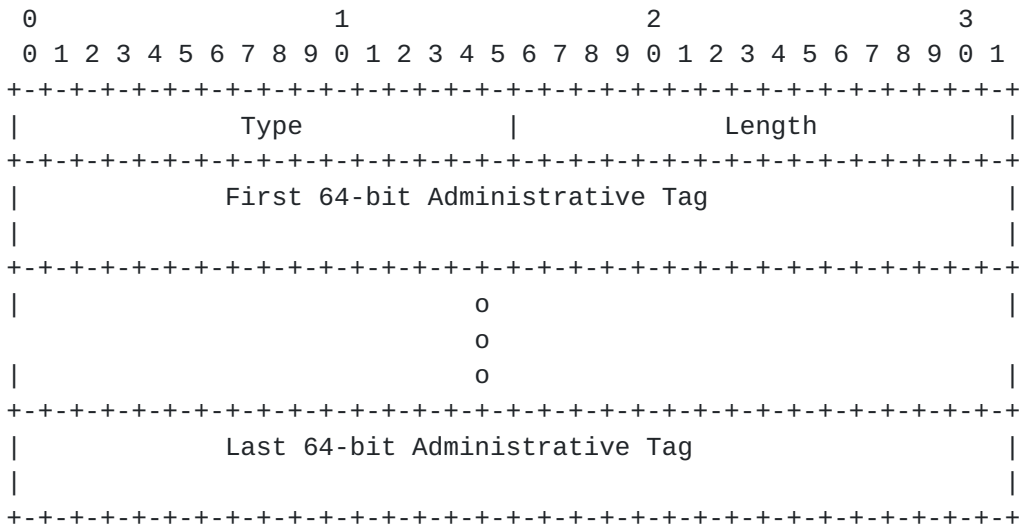 0                   1                   2                   3
 0 1 2 3 4 5 6 7 8 9 0 1 2 3 4 5 6 7 8 9 0 1 2 3 4 5 6 7 8 9 0 1
+-+-+-+-+-+-+-+-+-+-+-+-+-+-+-+-+-+-+-+-+-+-+-+-+-+-+-+-+-+-+-+-+
|              Type             |             Length            |
+-+-+-+-+-+-+-+-+-+-+-+-+-+-+-+-+-+-+-+-+-+-+-+-+-+-+-+-+-+-+-+-+
|             First 64-bit Administrative Tag                   |
|                                                               |
+-+-+-+-+-+-+-+-+-+-+-+-+-+-+-+-+-+-+-+-+-+-+-+-+-+-+-+-+-+-+-+-+
|                             o                                 |
                              o
|                             o                                 |
+-+-+-+-+-+-+-+-+-+-+-+-+-+-+-+-+-+-+-+-+-+-+-+-+-+-+-+-+-+-+-+-+
|             Last 64-bit Administrative Tag                    |
|                                                               |
+-+-+-+-+-+-+-+-+-+-+-+-+-+-+-+-+-+-+-+-+-+-+-+-+-+-+-+-+-+-+-+-+